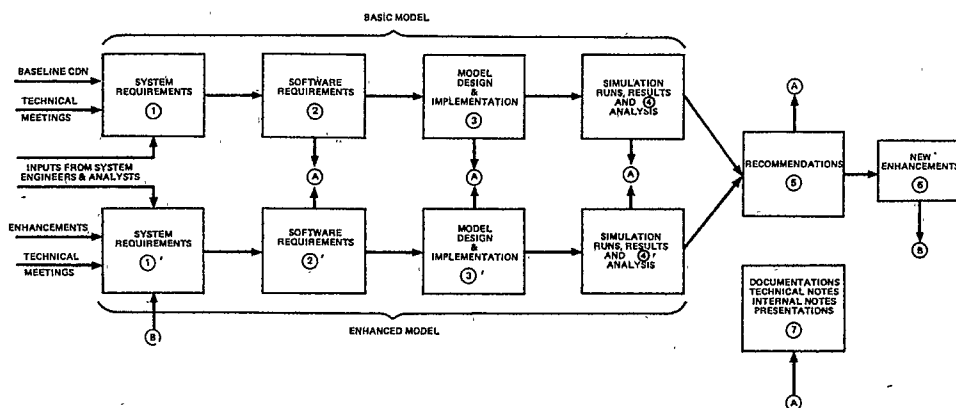 BASIC MODEL
BASELINE CDN
TECHNICAL
MEETINGS
SYSTEM
REQUIREMENTS
1
SOFTWARE
REQUIREMENTS
2
MODEL
DESIGN
&
IMPLEMENTATION
3
SIMULATION
RUNS, RESULTS
AND 4
ANALYSIS
A
A
A
A
RECOMMENDATIONS
5
NEW
ENHANCEMENTS
6
B
INPUTS FROM SYSTEM
ENGINEERS & ANALYSTS
ENHANCEMENTS
TECHNICAL
MEETINGS
SYSTEM
REQUIREMENTS
1'
SOFTWARE
REQUIREMENTS
2'
MODEL
DESIGN
&
IMPLEMENTATION
3'
SIMULATION
RUNS, RESULTS
AND 4'
ANALYSIS
DOCUMENTATIONS
TECHNICAL NOTES
INTERNAL NOTES
PRESENTATIONS
7
B
ENHANCED MODEL
A